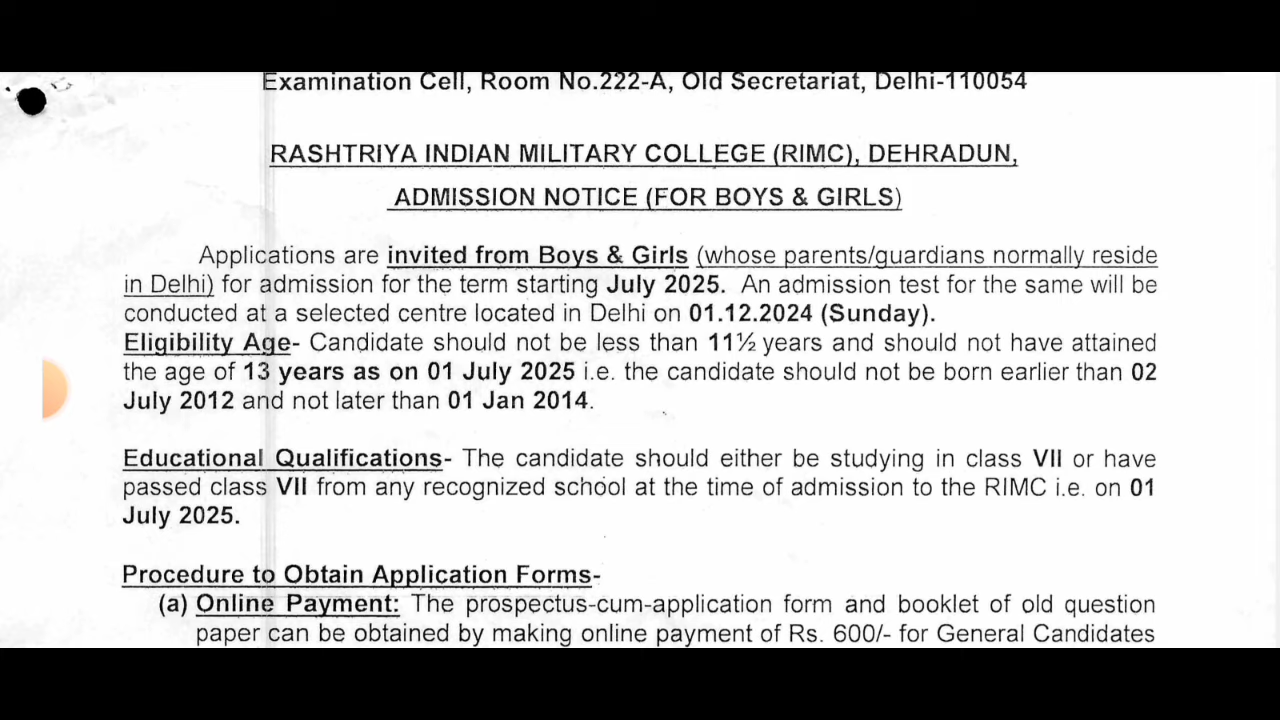 Examination Cell, Room No.222-A, Old Secretariat, Delhi-110054
RASHTRIYA INDIAN MILITARY COLLEGE (RIMC), DEHRADUN,
ADMISSION NOTICE (FOR BOYS & GIRLS)
Applications are invited from Boys & Girls (whose parents/guardians normally reside
in Delhi) for admission for the term starting July 2025. An admission test for the same will be
conducted at a selected centre located in Delhi on 01.12.2024 (Sunday).
Eligibility Age- Candidate should not be less than 11½ years and should not have attained
the age of 13 years as on 01 July 2025 i.e. the candidate should not be born earlier than 02
July 2012 and not later than 01 Jan 2014.
Educational Qualifications- The candidate should either be studying in class VII or have
passed class VII from any recognized school at the time of admission to the RIMC i.e. on 01
July 2025.
Procedure to Obtain Application Forms-
(a) Online Payment: The prospectus-cum-application form and booklet of old question
paper can be obtained by making online payment of Rs. 600/- for General Candidates